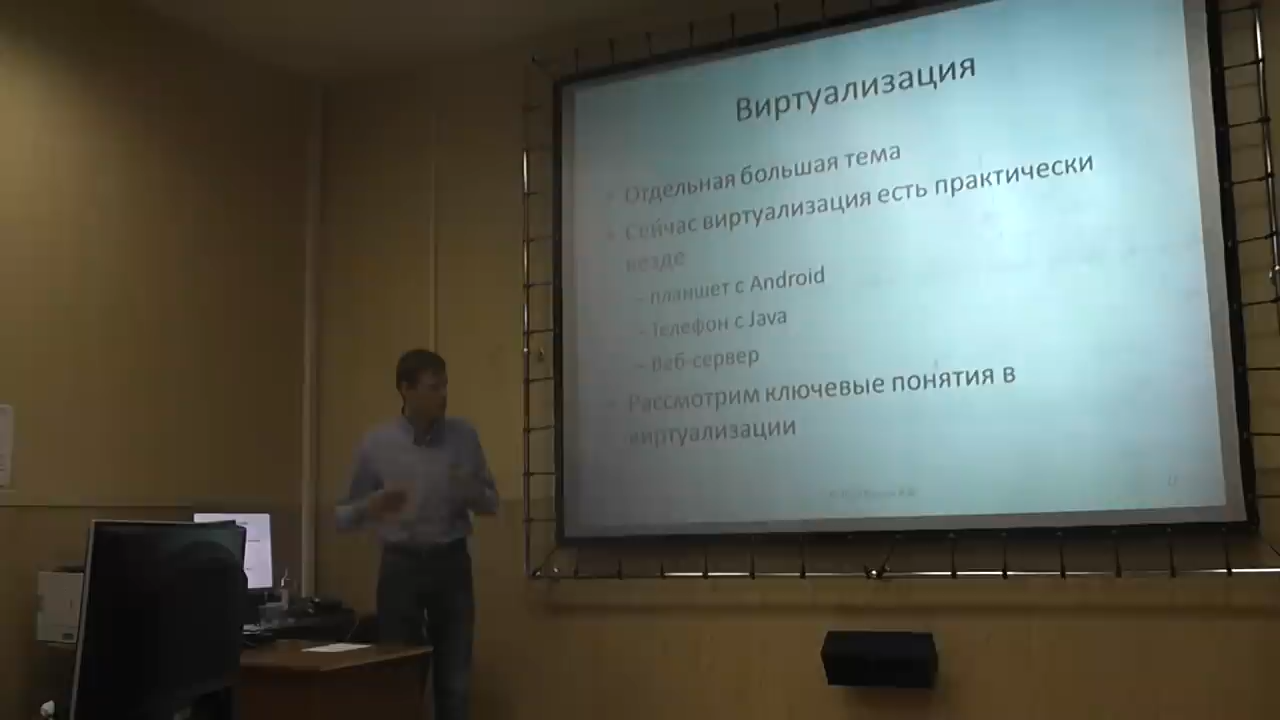 Виртуализация
• Отдельная большая тема
• Сейчас виртуализация есть практически
везде
– планшет с Android
– Телефон с Java
– Веб-сервер
• Рассмотрим ключевые понятия в
виртуализации